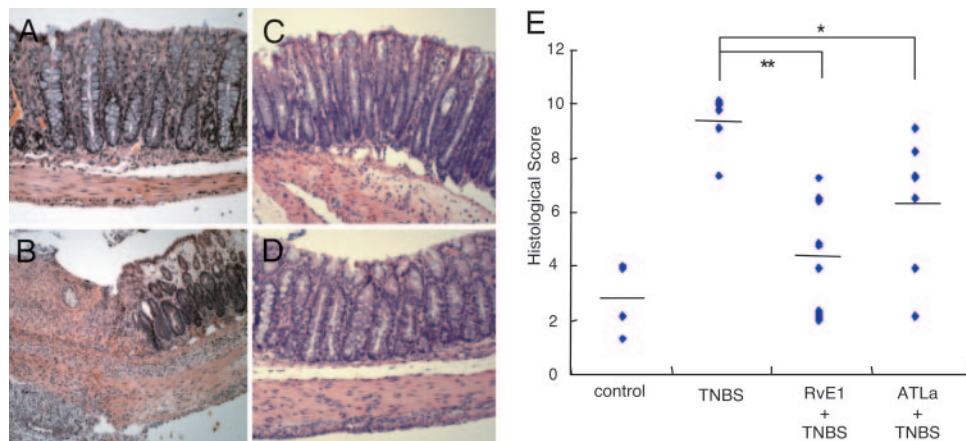 A
C
B
D
E
Histological Score
12
10
8
6
4
2
0
*
**
control
TNBS
RvE1
+
TNBS
ATLa
+
TNBS